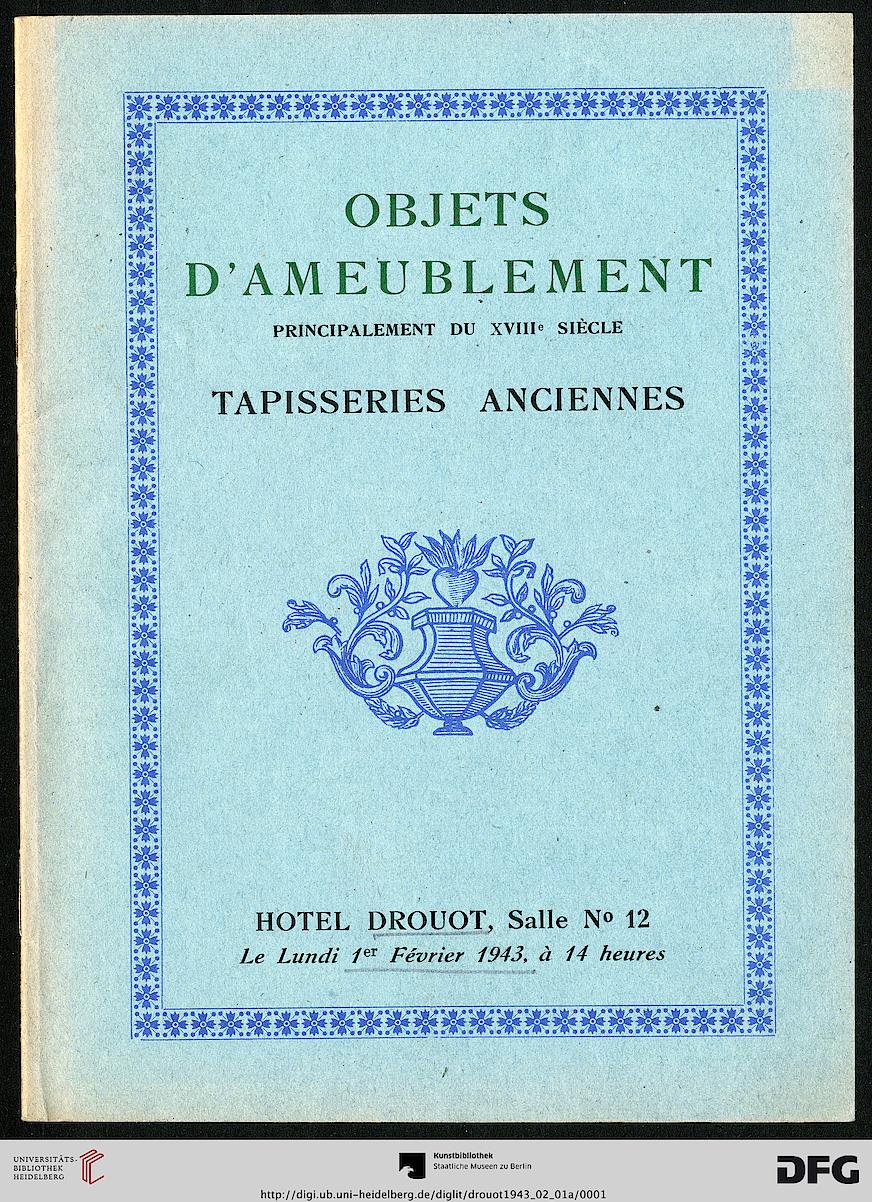 OBJETS
D'AMEUBLEMENT
PRINCIPALEMENT DU XVIIIe SIÈCLE
TAPISSERIES ANCIENNES
HOTEL DROUOT, Salle No 12
Le Lundi 1er Février 1943, à 14 heures
UNIVERSITÄTS-
BIBLIOTHEK
HEIDELBERG
Kunstbibliothek
Staatliche Museen zu Berlin
DFG
http://digi.ub.uni-heidelberg.de/diglit/drouot1943_02_01a/0001